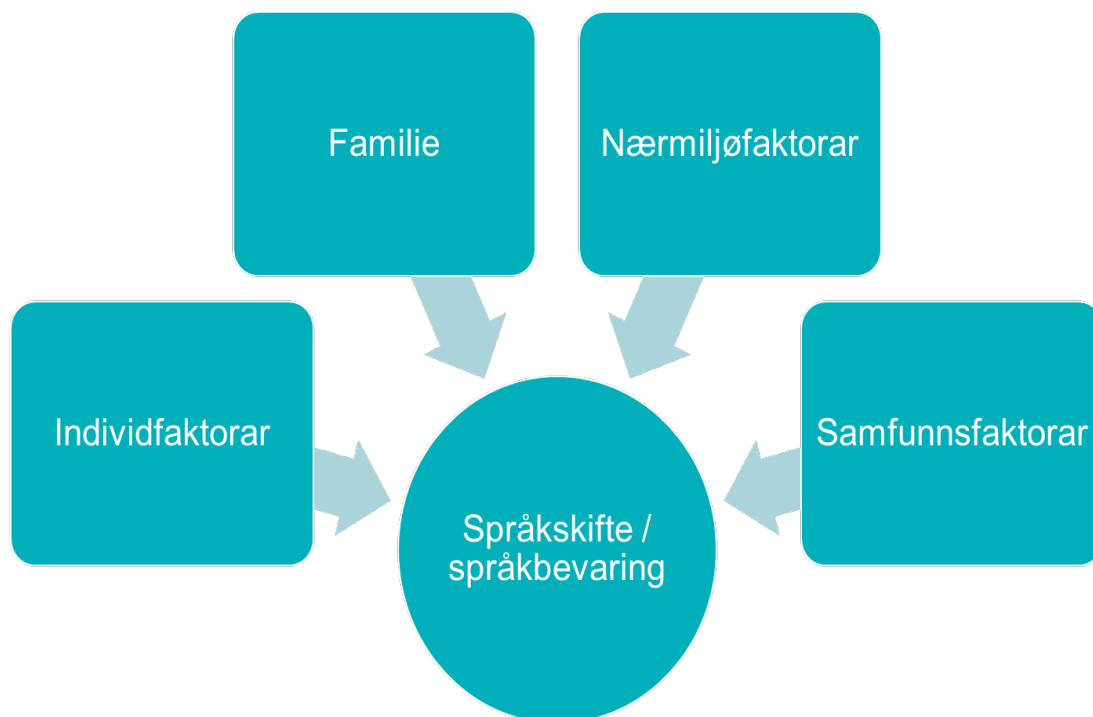 Familie
Nærmiljøfaktorar
Individfaktorar
Samfunnsfaktorar
Språkskifte /
språkbevaring